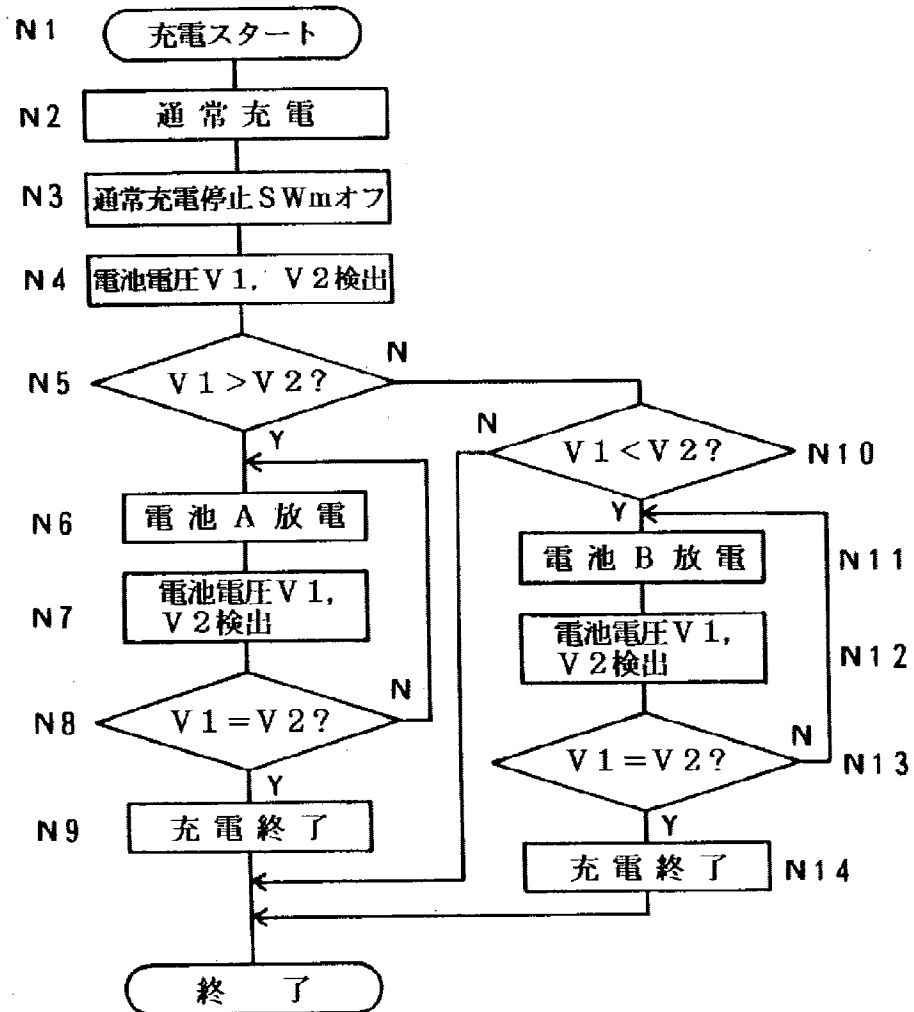 N1 充電スタート
N2 通常充電
N3 通常充電停止SWmオフ
N4 電池電圧V1, V2検出
N5 V1>V2? N
Y
N6 電池A放電
N7 電池電圧V1,
V2検出
N8 V1=V2? N
Y
N9 充電終了
N V1<V2? N10
Y
電池B放電 N11
電池電圧V1,
V2検出 N12
V1=V2? N N13
Y
充電終了 N14
終了